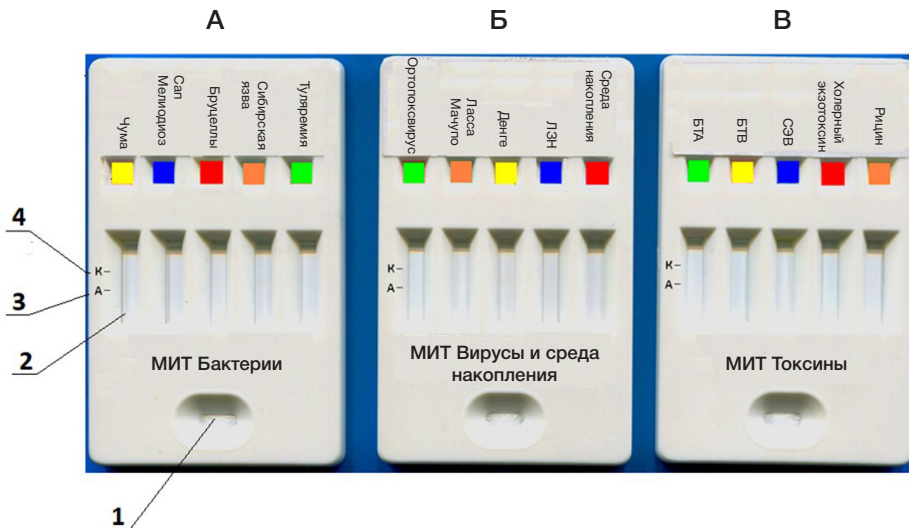 А
Б
В
Чума
Сап
Мелиодиоз
Бруцеллы
Сибирская
язва
Туляремия
Ортопоксвирус
Ласса
Мачупо
Денге
ЛЗН
Среда
накопления
БТА
БТВ
СЭВ
Холерный
экзотоксин
Рицин
4
К–
А–
3
2
К–
А–
К–
А–
МИТ Бактерии
МИТ Вирусы и среда
накопления
МИТ Токсины
1